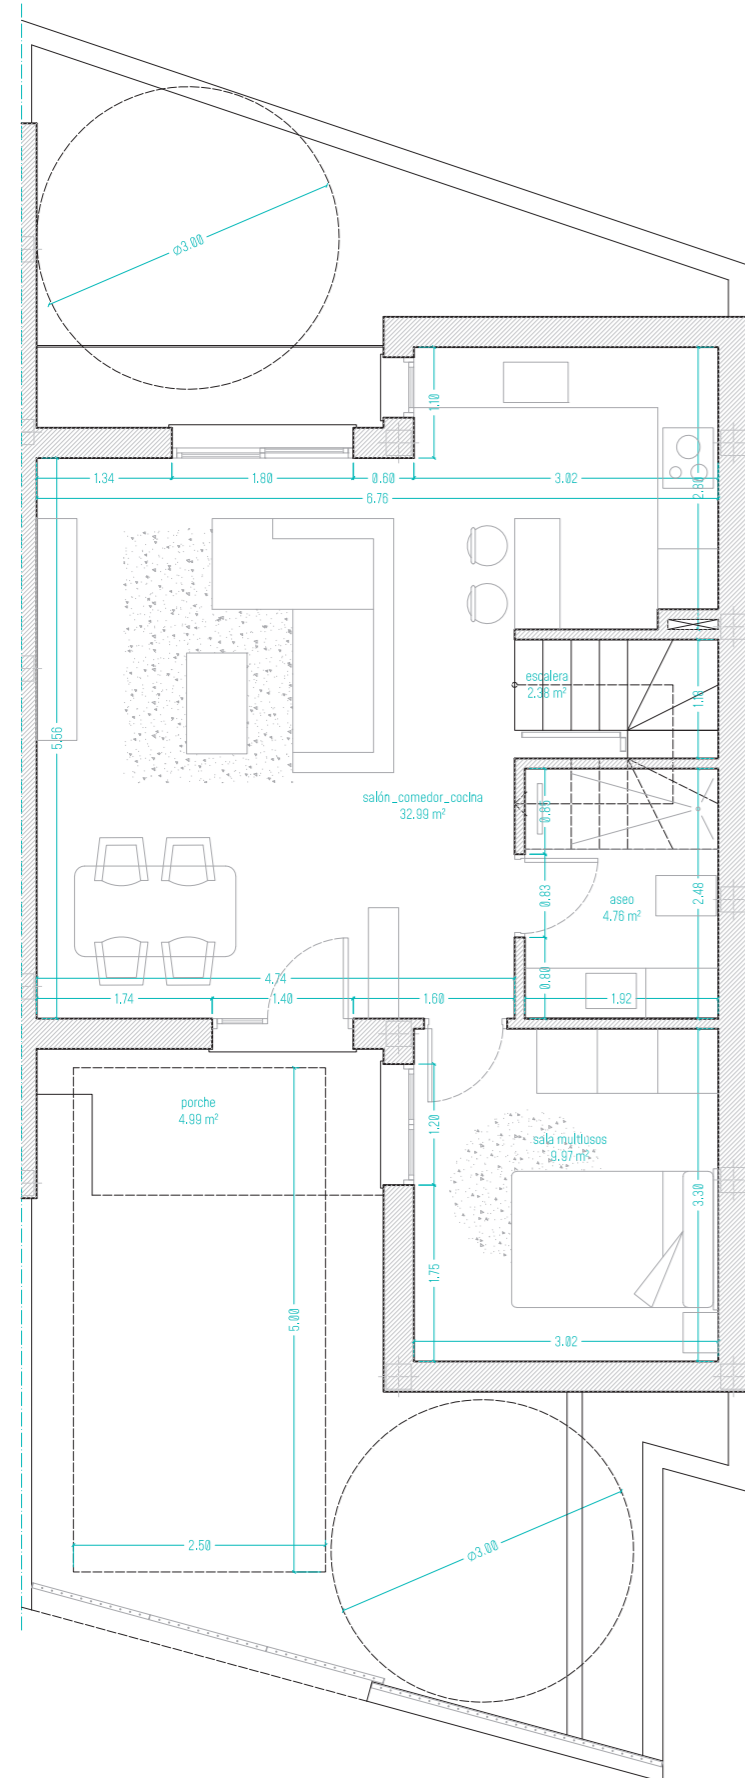 ø3.00
1.10
1.34
1.80
0.60
3.02
2.80
6.76
escalera
2.38 m²
1.18
5.56
salón_comedor_cocina
32.99 m²
0.85
0.83
aseo
4.76 m²
2.48
4.74
0.80
1.74
1.40
1.60
1.92
porche
4.99 m²
1.20
sala multiusos
9.97 m²
3.30
1.75
5.00
3.02
2.50
ø3.00